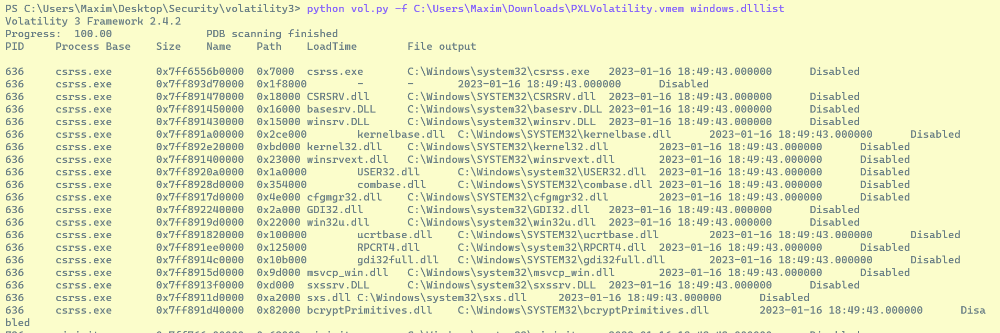 PS C:\Users\Maxim\Desktop\Security\volatility3> python vol.py -f C:\Users\Maxim\Downloads\PXLVolatility.vmem windows.dlllist
Volatility 3 Framework 2.4.2
Progress:  100.00               PDB scanning finished
PID     Process Base    Size    Name    Path    LoadTime        File output
636     csrss.exe       0x7ff6556b0000  0x7000  csrss.exe       C:\Windows\system32\csrss.exe   2023-01-16 18:49:43.000000      Disabled
636     csrss.exe       0x7ff893d70000  0x1f8000        -       -       2023-01-16 18:49:43.000000      Disabled
636     csrss.exe       0x7ff891470000  0x18000 CSRSRV.dll      C:\Windows\SYSTEM32\CSRSRV.dll  2023-01-16 18:49:43.000000      Disabled
636     csrss.exe       0x7ff891450000  0x16000 basesrv.DLL     C:\Windows\system32\basesrv.DLL 2023-01-16 18:49:43.000000      Disabled
636     csrss.exe       0x7ff891430000  0x15000 winsrv.DLL      C:\Windows\system32\winsrv.DLL  2023-01-16 18:49:43.000000      Disabled
636     csrss.exe       0x7ff891a00000  0x2ce000        kernelbase.dll  C:\Windows\SYSTEM32\kernelbase.dll      2023-01-16 18:49:43.000000      Disabled
636     csrss.exe       0x7ff892e20000  0xbd000 kernel32.dll    C:\Windows\SYSTEM32\kernel32.dll        2023-01-16 18:49:43.000000      Disabled
636     csrss.exe       0x7ff891400000  0x23000 winsrvext.dll   C:\Windows\SYSTEM32\winsrvext.dll       2023-01-16 18:49:43.000000      Disabled
636     csrss.exe       0x7ff8920a0000  0x1a0000        USER32.dll      C:\Windows\system32\USER32.dll  2023-01-16 18:49:43.000000      Disabled
636     csrss.exe       0x7ff8928d0000  0x354000        combase.dll     C:\Windows\SYSTEM32\combase.dll 2023-01-16 18:49:43.000000      Disabled
636     csrss.exe       0x7ff8917d0000  0x4e000 cfgmgr32.dll    C:\Windows\SYSTEM32\cfgmgr32.dll        2023-01-16 18:49:43.000000      Disabled
636     csrss.exe       0x7ff892240000  0x2a000 GDI32.dll       C:\Windows\system32\GDI32.dll   2023-01-16 18:49:43.000000      Disabled
636     csrss.exe       0x7ff8919d0000  0x22000 win32u.dll      C:\Windows\system32\win32u.dll  2023-01-16 18:49:43.000000      Disabled
636     csrss.exe       0x7ff891820000  0x100000        ucrtbase.dll    C:\Windows\SYSTEM32\ucrtbase.dll        2023-01-16 18:49:43.000000      Disabled
636     csrss.exe       0x7ff891ee0000  0x125000        RPCRT4.dll      C:\Windows\system32\RPCRT4.dll  2023-01-16 18:49:43.000000      Disabled
636     csrss.exe       0x7ff8914c0000  0x10b000        gdi32full.dll   C:\Windows\SYSTEM32\gdi32full.dll       2023-01-16 18:49:43.000000      Disabled
636     csrss.exe       0x7ff8915d0000  0x9d000 msvcp_win.dll   C:\Windows\system32\msvcp_win.dll       2023-01-16 18:49:43.000000      Disabled
636     csrss.exe       0x7ff8913f0000  0xd000  sxssrv.DLL      C:\Windows\system32\sxssrv.DLL  2023-01-16 18:49:43.000000      Disabled
636     csrss.exe       0x7ff8911d0000  0xa2000 sxs.dll C:\Windows\system32\sxs.dll     2023-01-16 18:49:43.000000      Disabled
636     csrss.exe       0x7ff891d40000  0x82000 bcryptPrimitives.dll    C:\Windows\system32\bcryptPrimitives.dll        2023-01-16 18:49:43.000000      Disa
bled